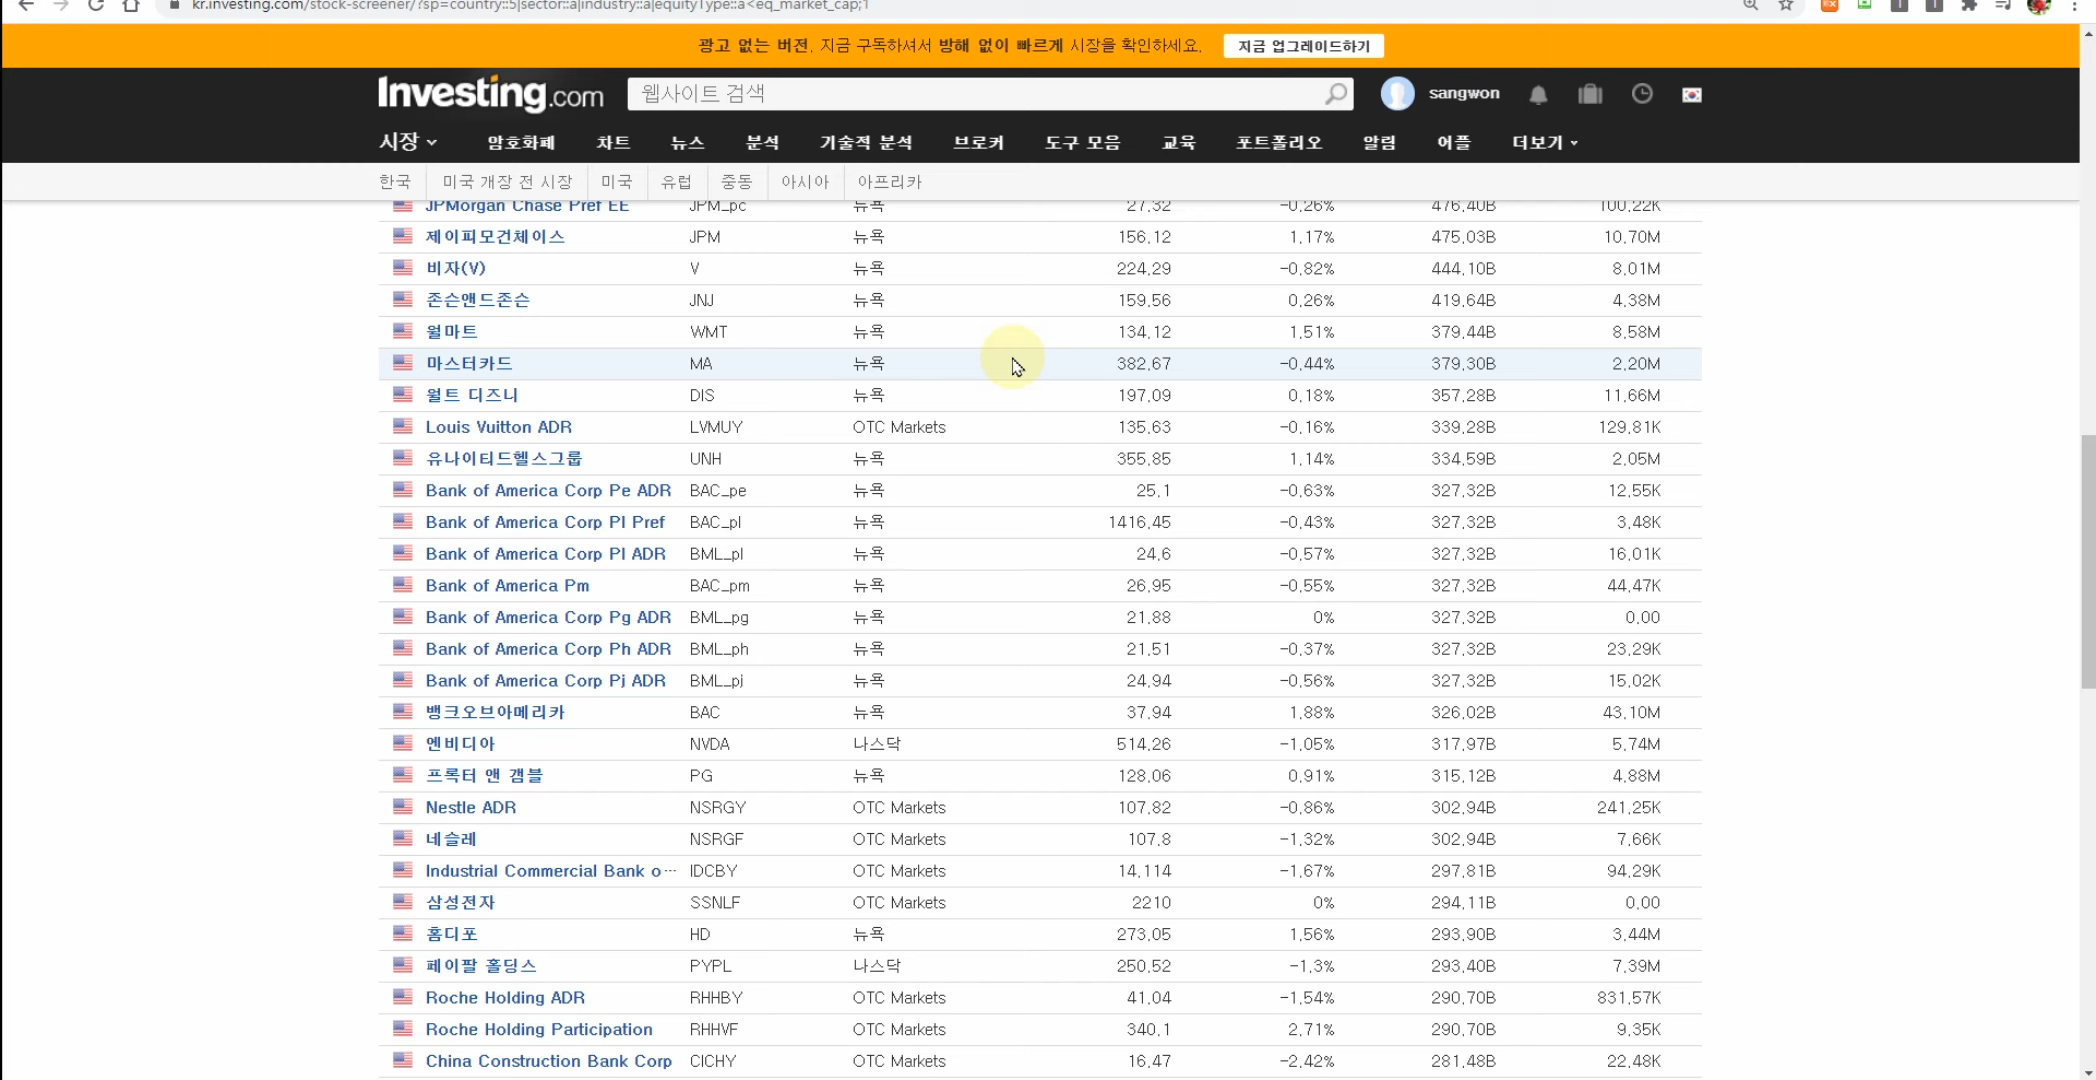 kr.investing.com/stock-screener/?sp=country::5|sector::a|industry::a|equityType::a<eq_market_cap;1
광고 없는 버전. 지금 구독하셔서 방해 없이 빠르게 시장을 확인하세요. 지금 업그레이드하기
Investing.com 웹사이트 검색 sangwon
시장 암호화폐 차트 뉴스 분석 기술적 분석 브로커 도구 모음 교육 포트폴리오 알림 어플 더보기
한국 미국 개장 전 시장 미국 유럽 중동 아시아 아프리카
JPMorgan Chase Pref EE JPM_pc 뉴욕 27.32 -0.26% 476.40B 100.22K
제이피모건체이스 JPM 뉴욕 156.12 1.17% 475.03B 10.70M
비자(V) V 뉴욕 224.29 -0.82% 444.10B 8.01M
존슨앤드존슨 JNJ 뉴욕 159.56 0.26% 419.64B 4.38M
월마트 WMT 뉴욕 134.12 1.51% 379.44B 8.58M
마스터카드 MA 뉴욕 382.67 -0.44% 379.30B 2.20M
월트 디즈니 DIS 뉴욕 197.09 0.18% 357.28B 11.66M
Louis Vuitton ADR LVMUY OTC Markets 135.63 -0.16% 339.28B 129.81K
유나이티드헬스그룹 UNH 뉴욕 355.85 1.14% 334.59B 2.05M
Bank of America Corp Pe ADR BAC_pe 뉴욕 25.1 -0.63% 327.32B 12.55K
Bank of America Corp Pl Pref BAC_pl 뉴욕 1416.45 -0.43% 327.32B 3.48K
Bank of America Corp Pl ADR BML_pl 뉴욕 24.6 -0.57% 327.32B 16.01K
Bank of America Pm BAC_pm 뉴욕 26.95 -0.55% 327.32B 44.47K
Bank of America Corp Pg ADR BML_pg 뉴욕 21.88 0% 327.32B 0.00
Bank of America Corp Ph ADR BML_ph 뉴욕 21.51 -0.37% 327.32B 23.29K
Bank of America Corp Pj ADR BML_pj 뉴욕 24.94 -0.56% 327.32B 15.02K
뱅크오브아메리카 BAC 뉴욕 37.94 1.88% 326.02B 43.10M
엔비디아 NVDA 나스닥 514.26 -1.05% 317.97B 5.74M
프록터 앤 갬블 PG 뉴욕 128.06 0.91% 315.12B 4.88M
Nestle ADR NSRGY OTC Markets 107.82 -0.86% 302.94B 241.25K
네슬레 NSRGF OTC Markets 107.8 -1.32% 302.94B 7.66K
Industrial Commercial Bank o… IDCBY OTC Markets 14.114 -1.67% 297.81B 94.29K
삼성전자 SSNLF OTC Markets 2210 0% 294.11B 0.00
홈디포 HD 뉴욕 273.05 1.56% 293.90B 3.44M
페이팔 홀딩스 PYPL 나스닥 250.52 -1.3% 293.40B 7.39M
Roche Holding ADR RHHBY OTC Markets 41.04 -1.54% 290.70B 831.57K
Roche Holding Participation RHHVF OTC Markets 340.1 2.71% 290.70B 9.35K
China Construction Bank Corp CICHY OTC Markets 16.47 -2.42% 281.48B 22.48K